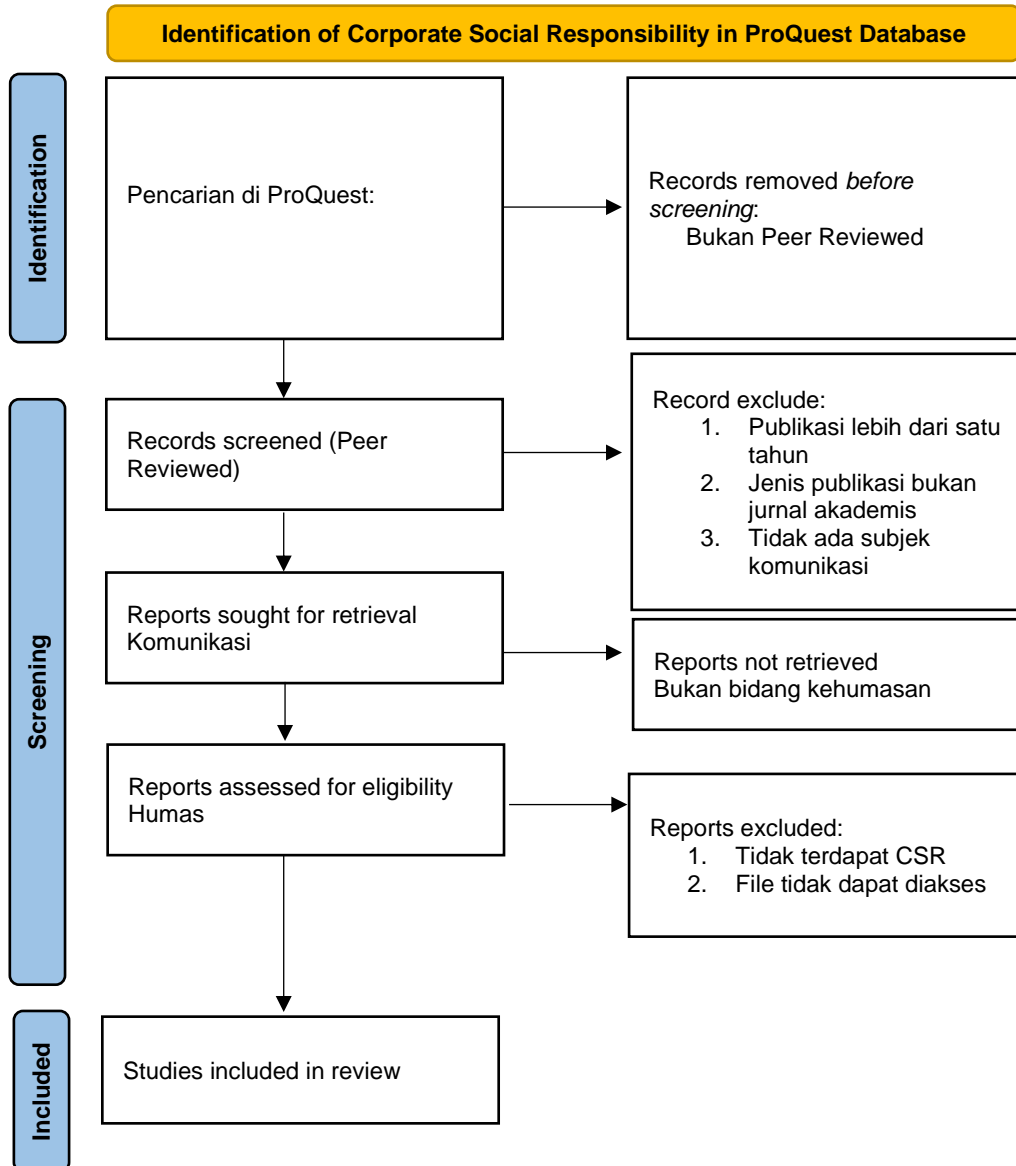 Identification of Corporate Social Responsibility in ProQuest Database
Identification
Pencarian di ProQuest:
Records removed before
screening:
Bukan Peer Reviewed
Screening
Records screened (Peer
Reviewed)
Record exclude:
1. Publikasi lebih dari satu
tahun
2. Jenis publikasi bukan
jurnal akademis
3. Tidak ada subjek
komunikasi
Reports sought for retrieval
Komunikasi
Reports not retrieved
Bukan bidang kehumasan
Reports assessed for eligibility
Humas
Reports excluded:
1. Tidak terdapat CSR
2. File tidak dapat diakses
Included
Studies included in review